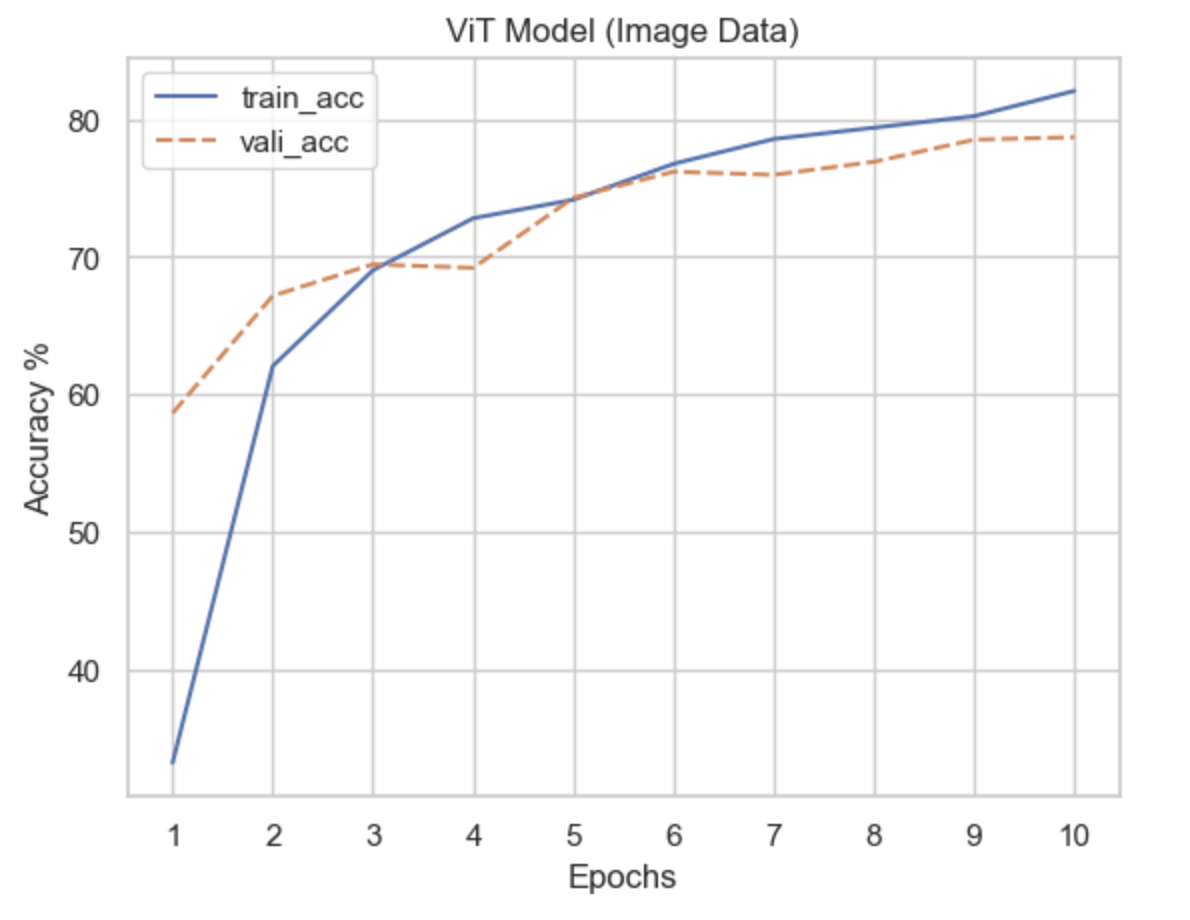 ViT Model (Image Data)
train_acc
vali_acc
80
70
60
50
40
Accuracy %
1 2 3 4 5 6 7 8 9 10
Epochs